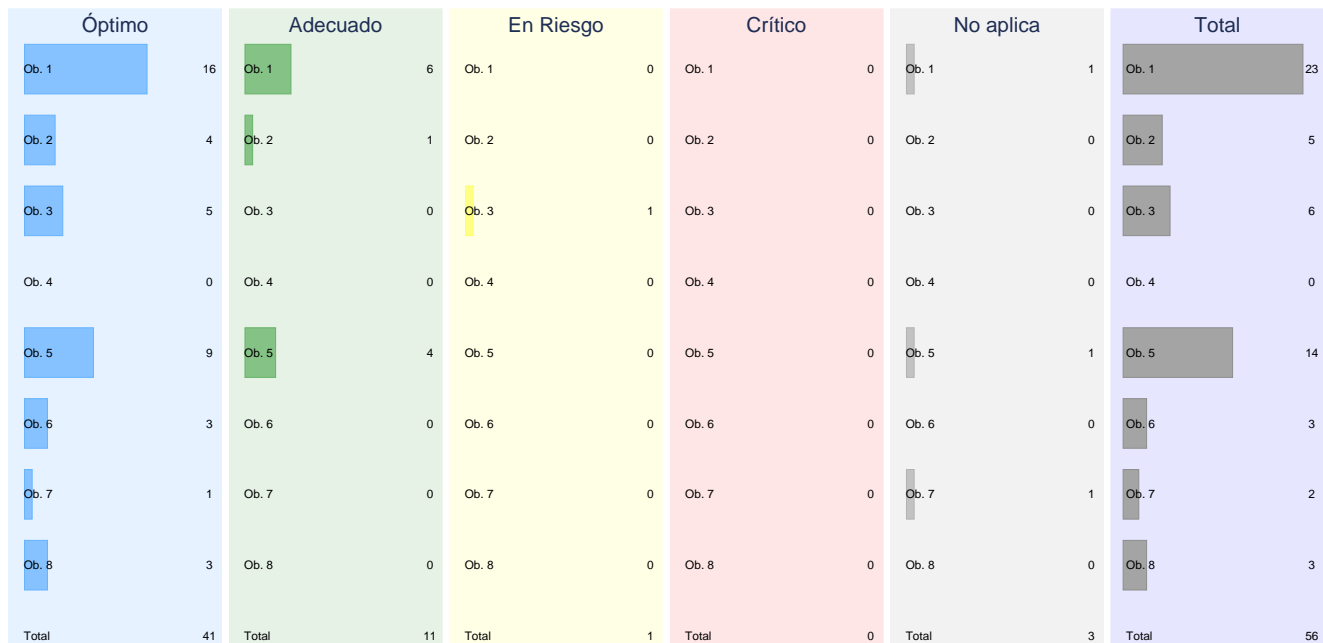 Óptimo Adecuado En Riesgo Crítico No aplica Total
Ob. 1 16 Ob. 1 6 Ob. 1 0 Ob. 1 0 Ob. 1 1 Ob. 1 23
Ob. 2 4 Ob. 2 1 Ob. 2 0 Ob. 2 0 Ob. 2 0 Ob. 2 5
Ob. 3 5 Ob. 3 0 Ob. 3 1 Ob. 3 0 Ob. 3 0 Ob. 3 6
Ob. 4 0 Ob. 4 0 Ob. 4 0 Ob. 4 0 Ob. 4 0 Ob. 4 0
Ob. 5 9 Ob. 5 4 Ob. 5 0 Ob. 5 0 Ob. 5 1 Ob. 5 14
Ob. 6 3 Ob. 6 0 Ob. 6 0 Ob. 6 0 Ob. 6 0 Ob. 6 3
Ob. 7 1 Ob. 7 0 Ob. 7 0 Ob. 7 0 Ob. 7 1 Ob. 7 2
Ob. 8 3 Ob. 8 0 Ob. 8 0 Ob. 8 0 Ob. 8 0 Ob. 8 3
Total 41 Total 11 Total 1 Total 0 Total 3 Total 56